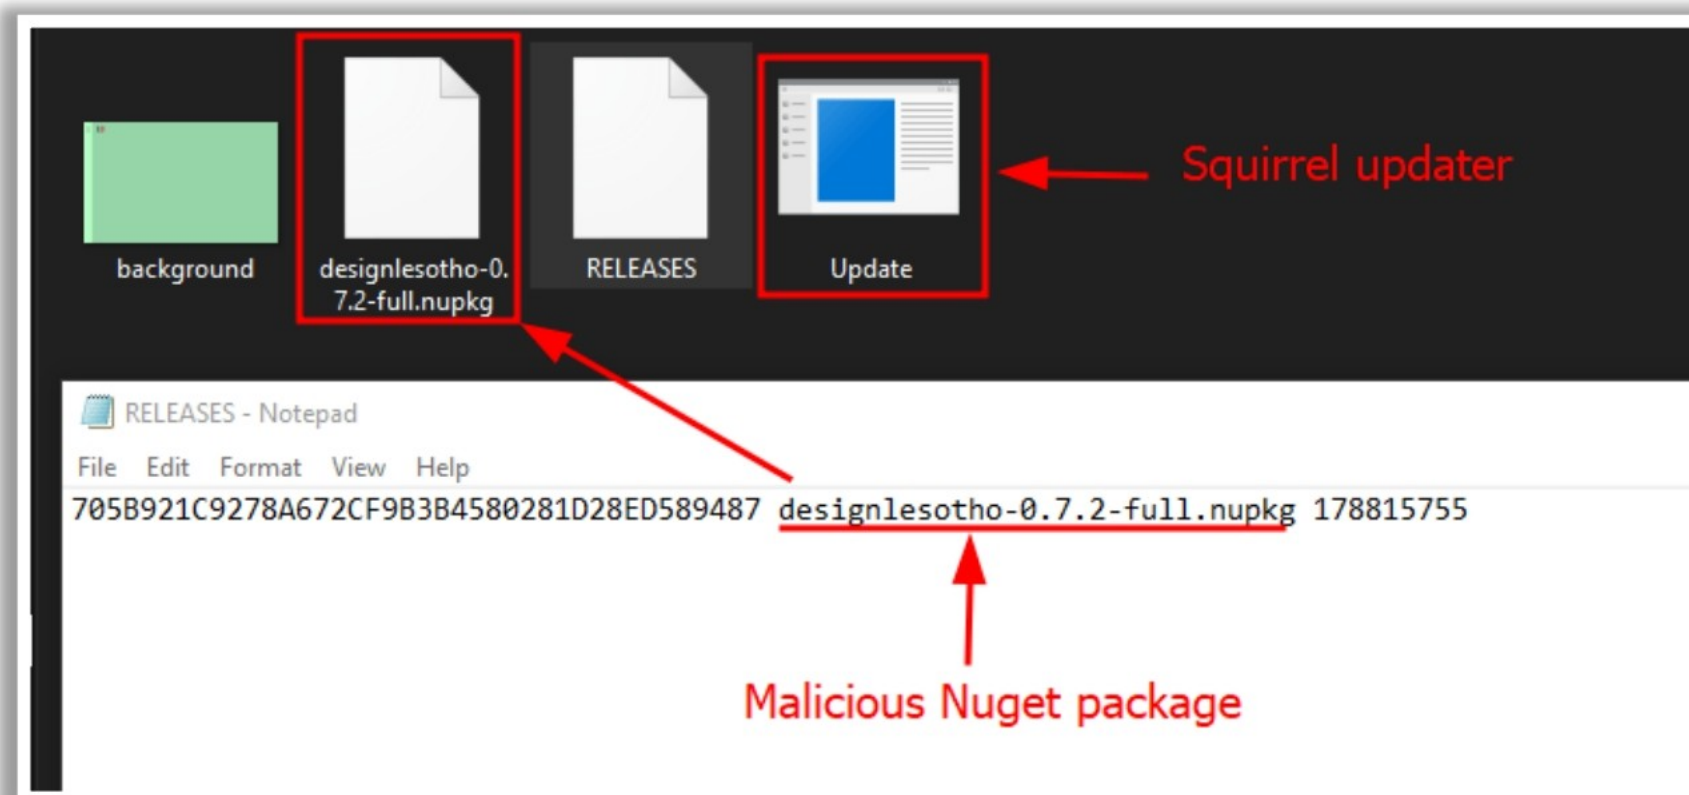 Squirrel updater
background
designlesotho-0.
7.2-full.nupkg
RELEASES
Update
RELEASES - Notepad
File Edit Format View Help
705B921C9278A672CF9B3B4580281D28ED589487 designlesotho-0.7.2-full.nupkg 178815755
Malicious Nuget package